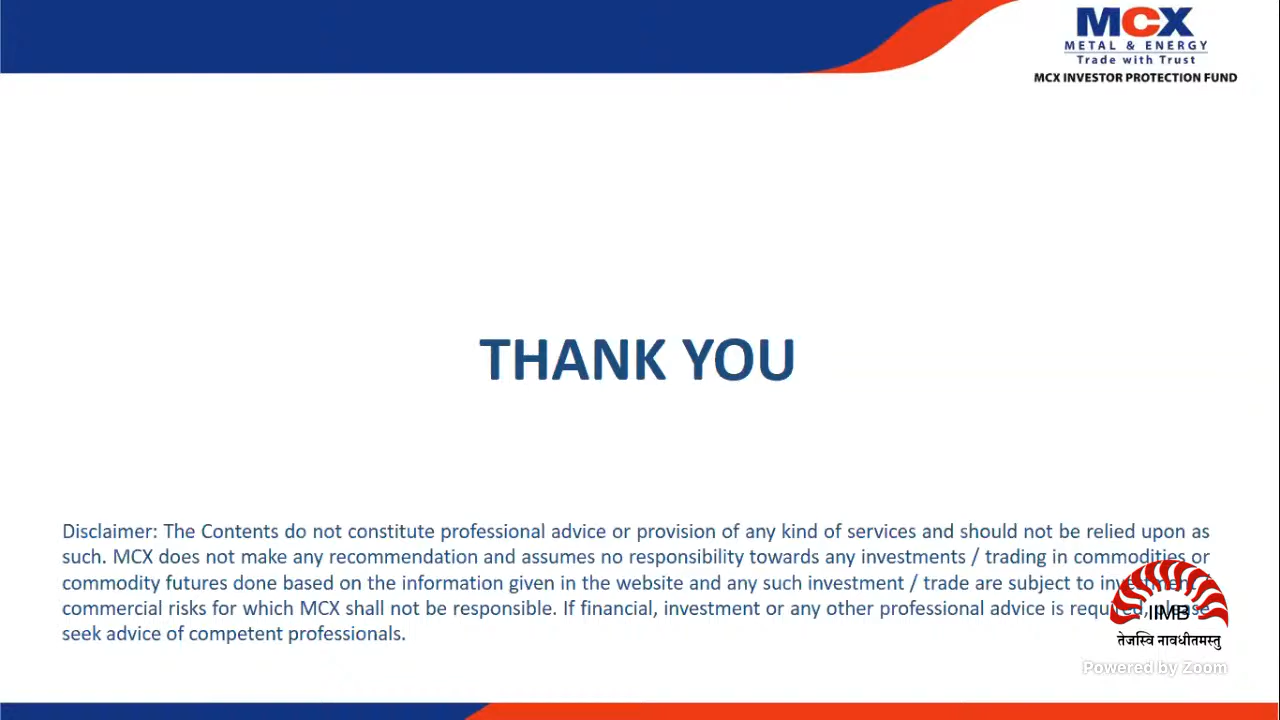 MCX
METAL & ENERGY
Trade with Trust
MCX INVESTOR PROTECTION FUND
THANK YOU
Disclaimer: The Contents do not constitute professional advice or provision of any kind of services and should not be relied upon as
such. MCX does not make any recommendation and assumes no responsibility towards any investments / trading in commodities or
commodity futures done based on the information given in the website and any such investment / trade are subject to investment /
commercial risks for which MCX shall not be responsible. If financial, investment or any other professional advice is required, please
seek advice of competent professionals.
IIMB
तेजस्वि नावधीतमस्तु
Powered by Zoom